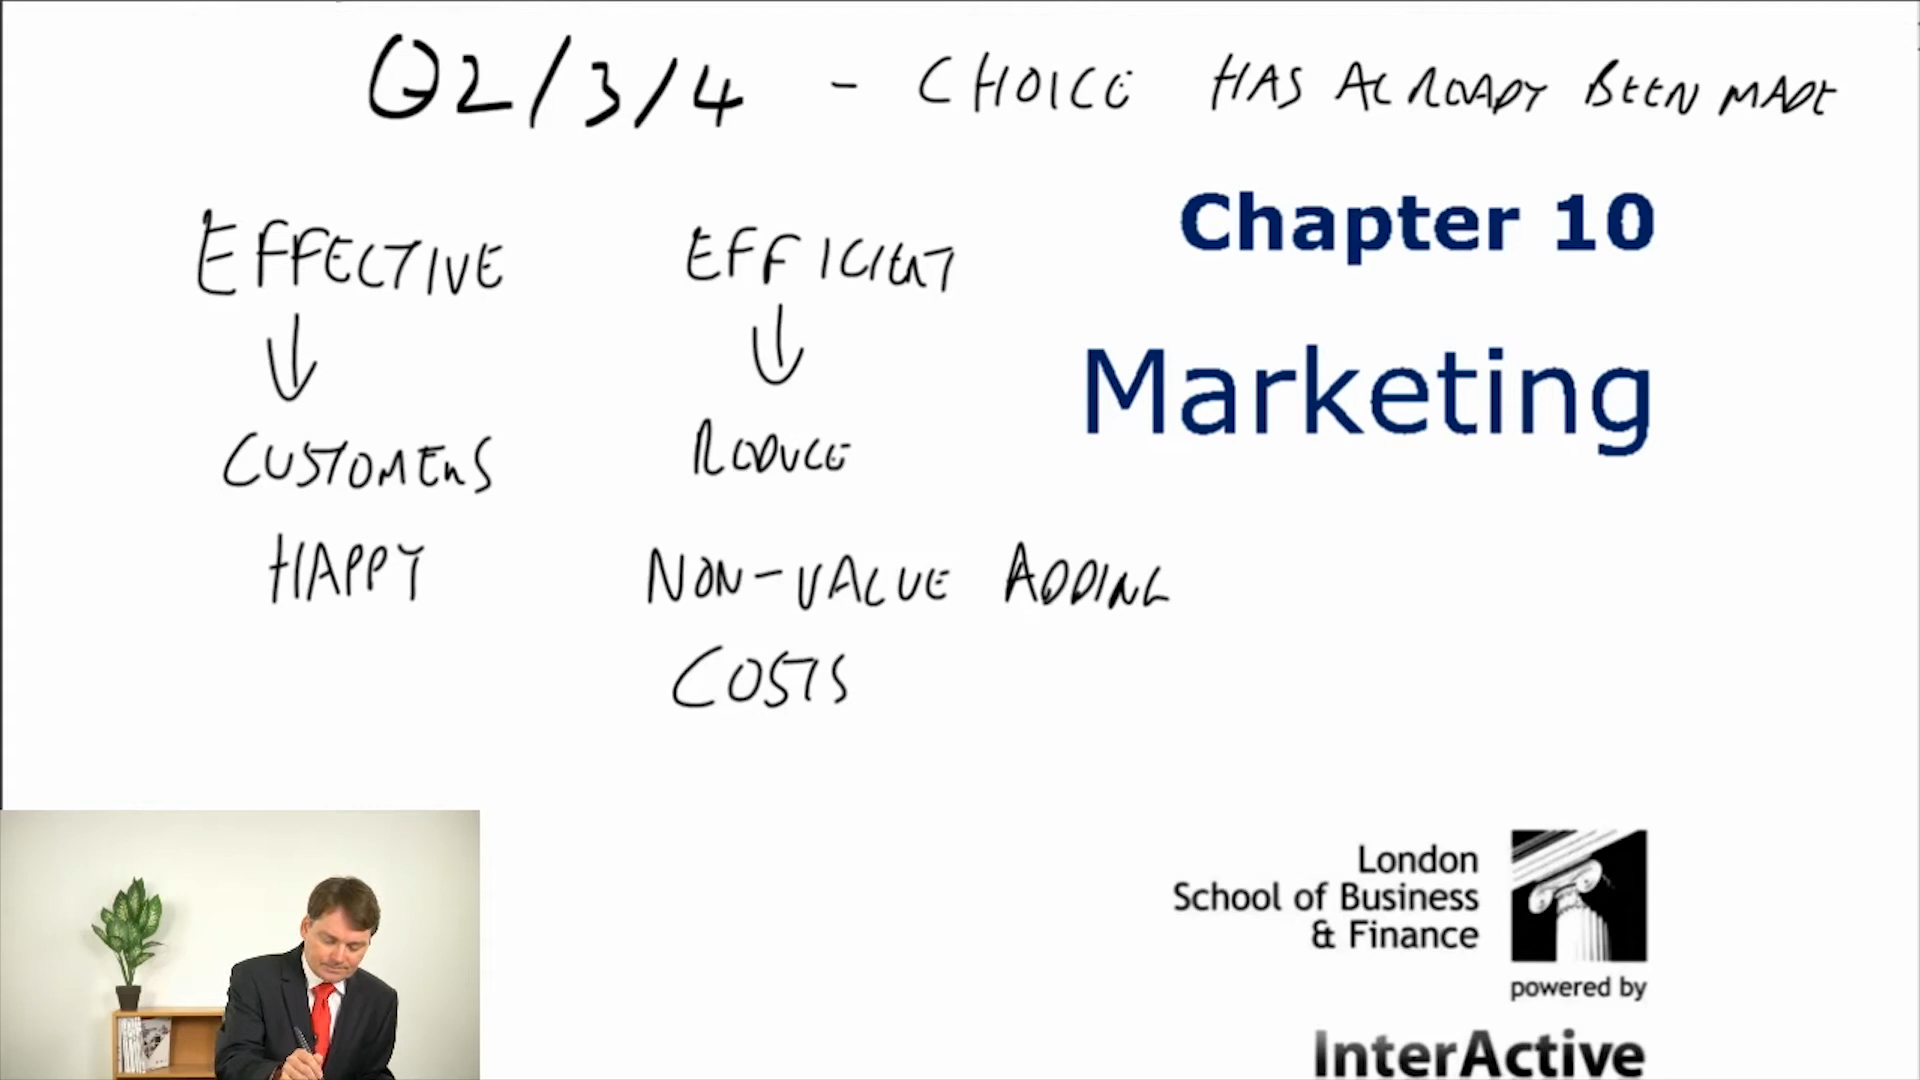 Q2/3/4 - CHOICE HAS ALREADY BEEN MADE
Chapter 10
Marketing
EFFECTIVE EFFICIENT
CUSTOMERS REDUCE
HAPPY NON-VALUE ADDING
COSTS
London
School of Business
& Finance
powered by
InterActive